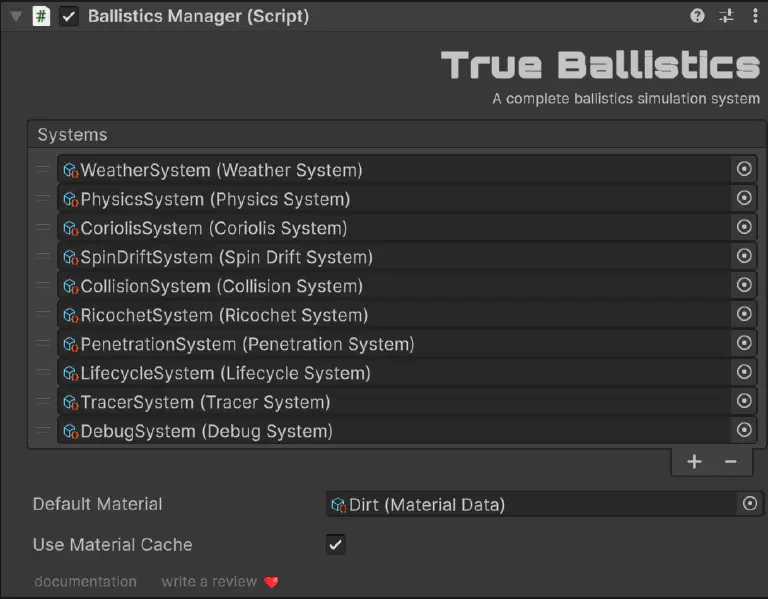 Ballistics Manager (Script)
True Ballistics
A complete ballistics simulation system
Systems
WeatherSystem (Weather System)
PhysicsSystem (Physics System)
CoriolisSystem (Coriolis System)
SpinDriftSystem (Spin Drift System)
CollisionSystem (Collision System)
RicochetSystem (Ricochet System)
PenetrationSystem (Penetration System)
LifecycleSystem (Lifecycle System)
TracerSystem (Tracer System)
DebugSystem (Debug System)
Default Material Dirt (Material Data)
Use Material Cache
documentation write a review